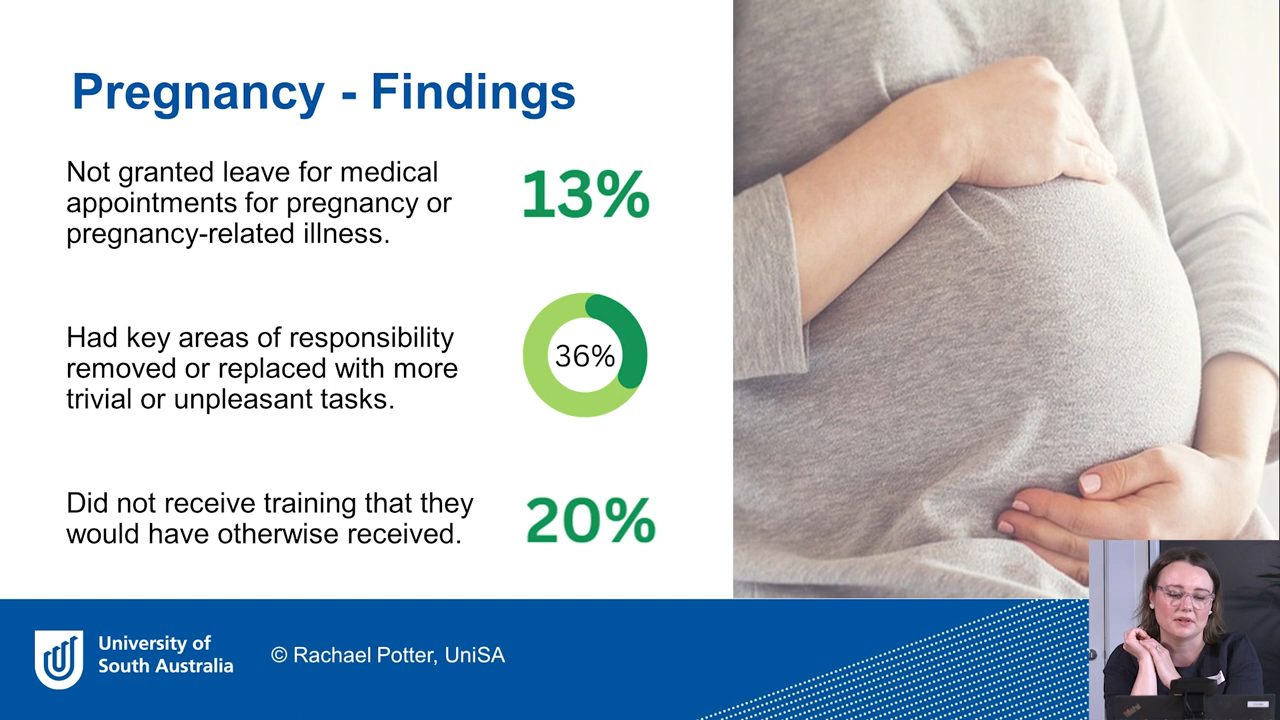 Pregnancy - Findings
Not granted leave for medical
appointments for pregnancy or
pregnancy-related illness.
13%
Had key areas of responsibility
removed or replaced with more
trivial or unpleasant tasks.
36%
Did not receive training that they
would have otherwise received.
20%
University of
South Australia
© Rachael Potter, UniSA